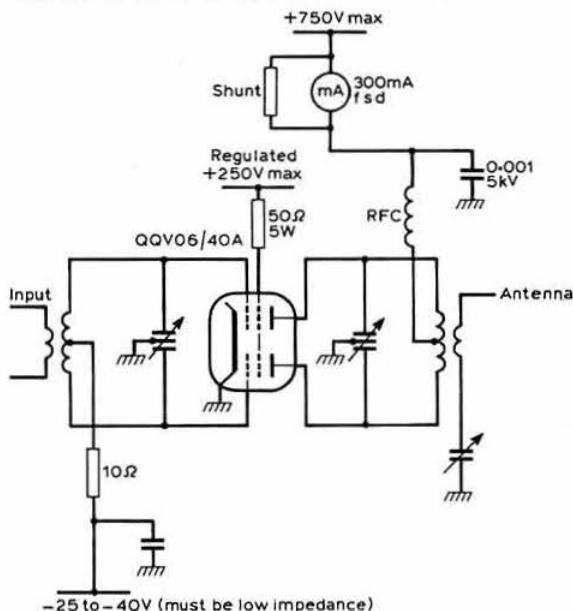 +750V max
Shunt
mA
300mA
fsd
Regulated
+250V max
0·001
5kV
RFC
50Ω
5W
QQV06/40A
Input
Antenna
10Ω
-25 to -40V (must be low impedance)